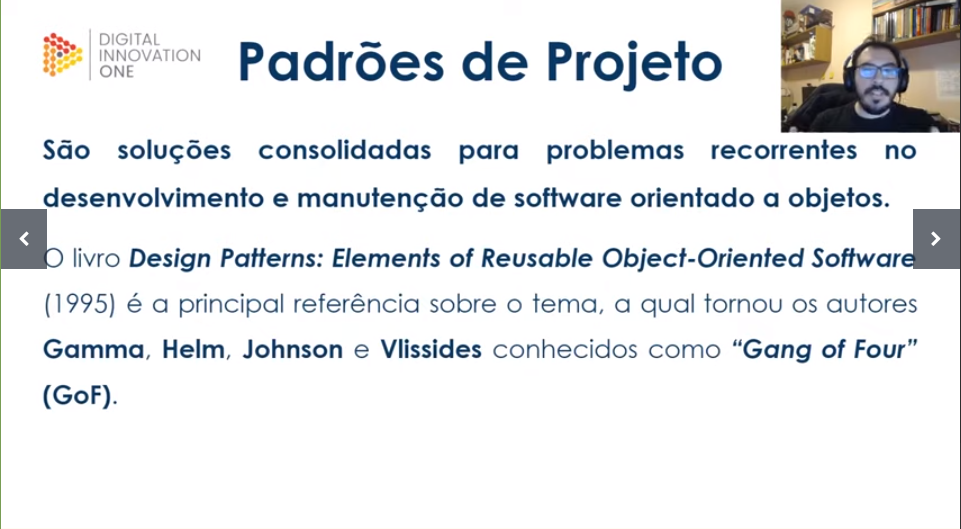 DIGITAL
INNOVATION
ONE
Padrões de Projeto
São soluções consolidadas para problemas recorrentes no
desenvolvimento e manutenção de software orientado a objetos.
O livro Design Patterns: Elements of Reusable Object-Oriented Software
(1995) é a principal referência sobre o tema, a qual tornou os autores
Gamma, Helm, Johnson e Vlissides conhecidos como “Gang of Four”
(GoF).